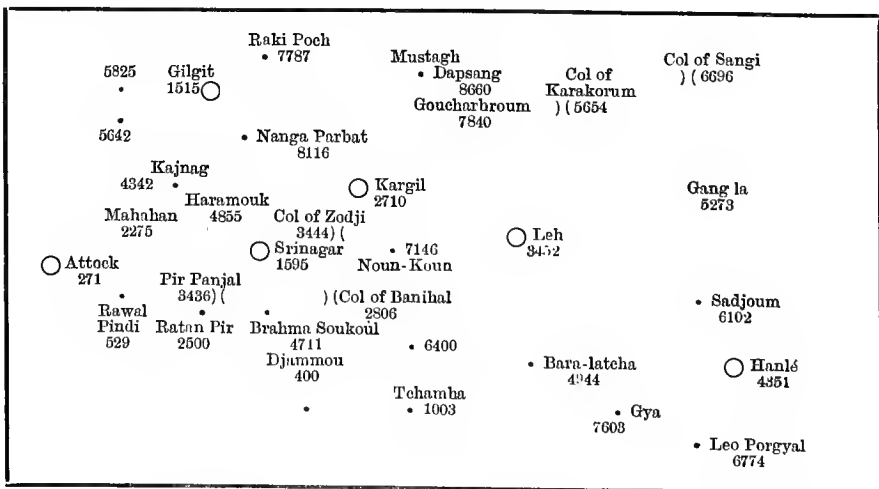 Raki Poch
7787
Mustagh
Dapsang
8660
Goucharbroum
7840
Col of
Karakorum
) ( 5654
Col of Sangi
) ( 6696
5825
Gilgit
1515
5642
Nanga Parbat
8116
Kajnag
4342
Haramouk
4855
Mahahan
2275
Kargil
2710
Col of Zodji
3444) (
Gang la
5273
Srinagar
1595
7146
Noun-Koun
Leh
Attock
271
Pir Panjal
3436) (
) (Col of Banihal
2806
Rawal
Pindi
529
Ratan Pir
2500
Brahma Soukoul
4711
Djummou
400
6400
Sadjoum
6102
Bara-latcha
Hanlé
4351
Tchamba
1003
Gya
7603
Leo Porgyal
6774